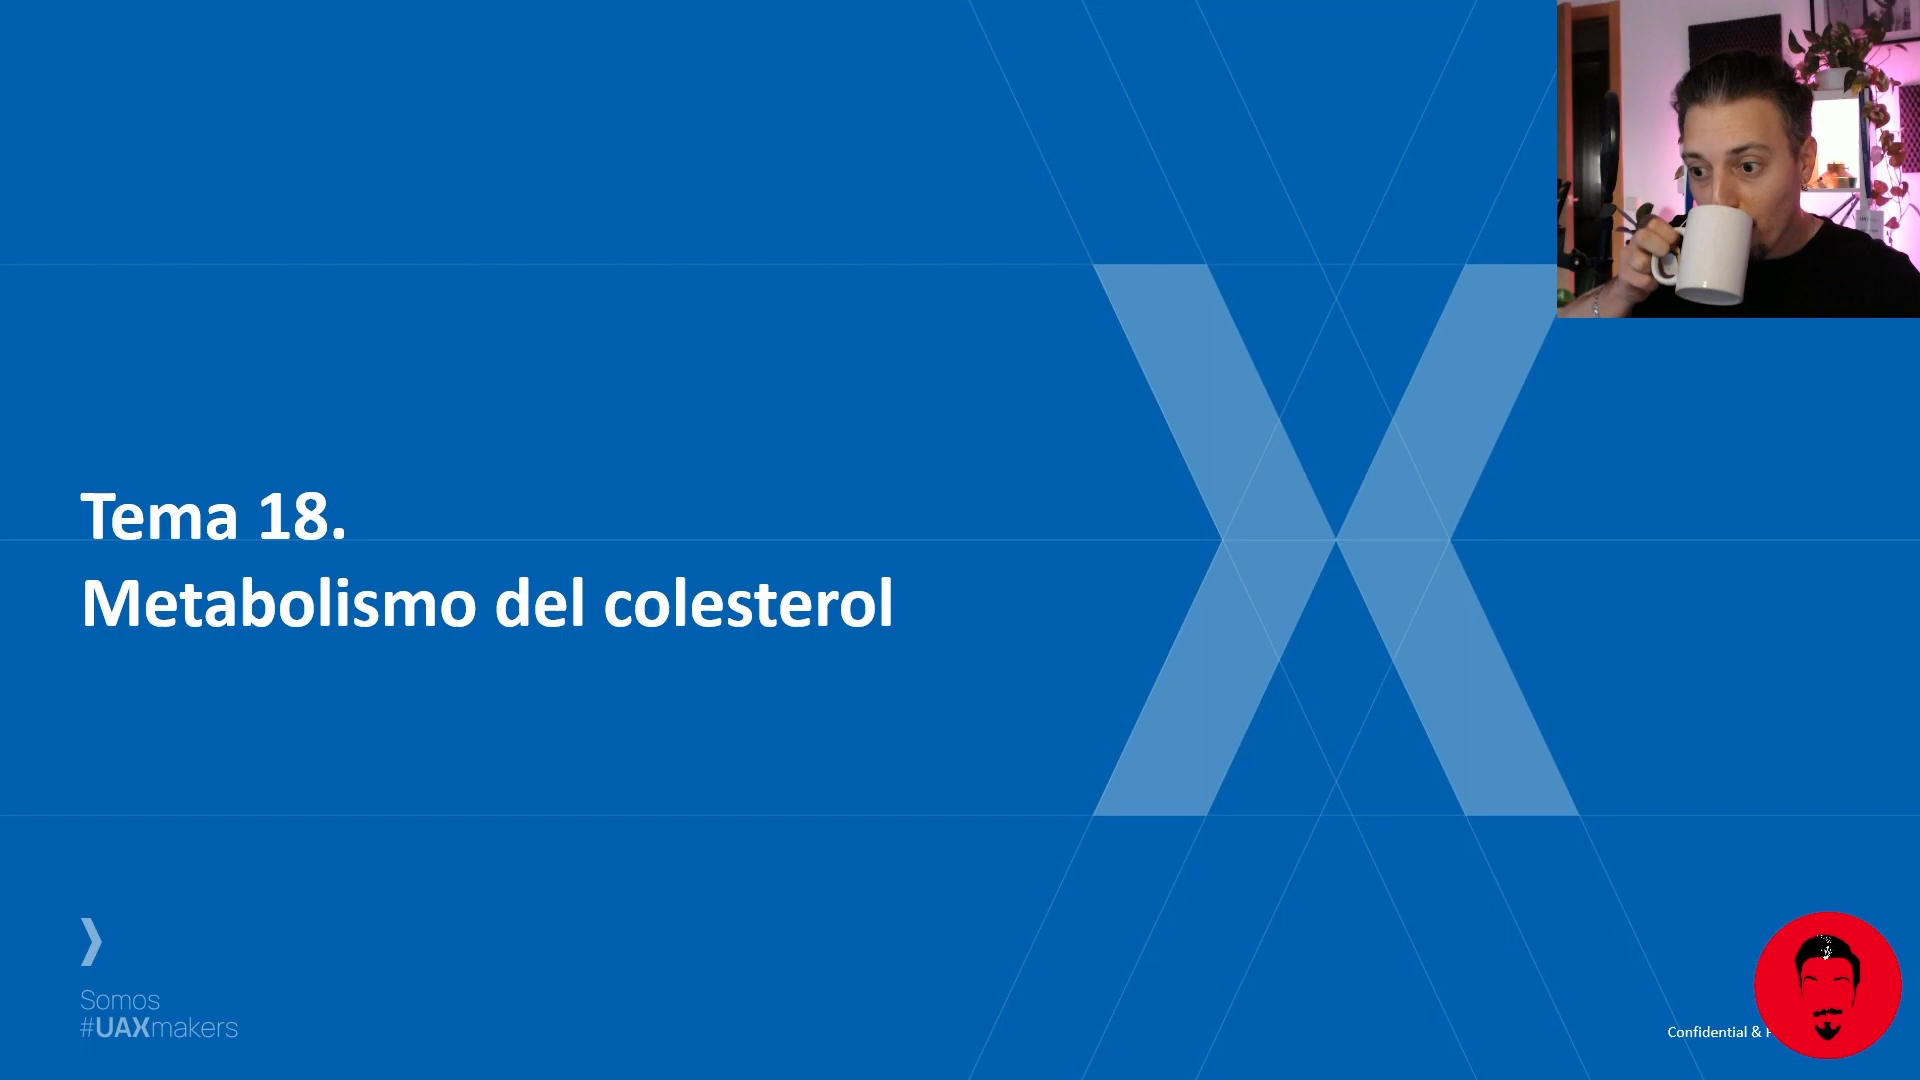 Tema 18.
Metabolismo del colesterol
Somos
#UAXmakers
Confidential &